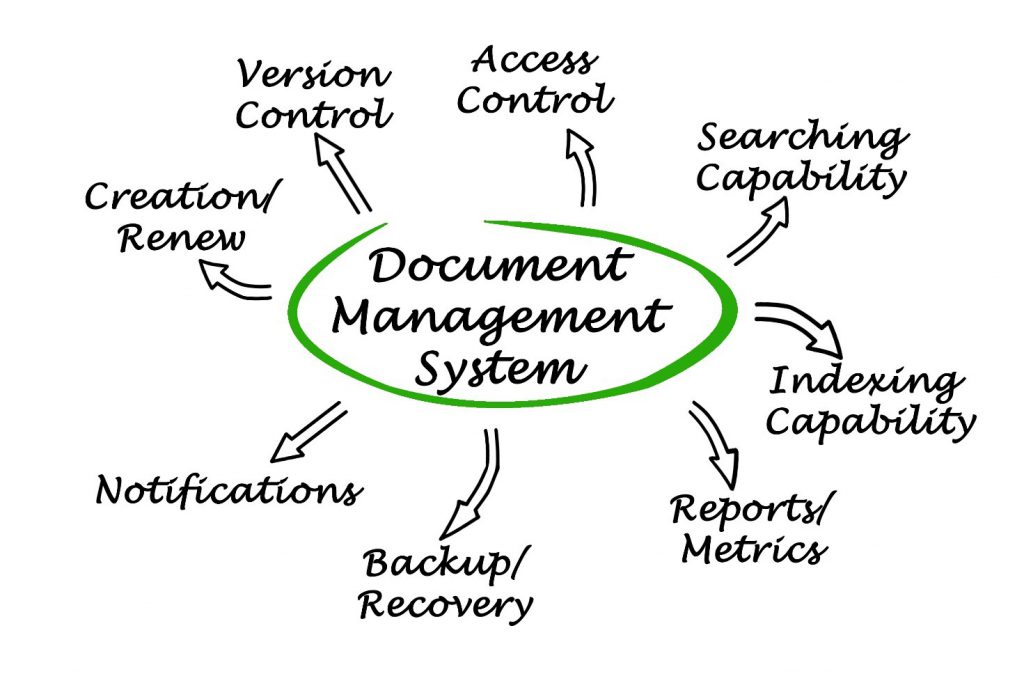 Version
Control
Access
Control
Searching
Capability
Creation/
Renew
Document
Management
System
Indexing
Capability
Notifications
Reports/
Metrics
Backup/
Recovery